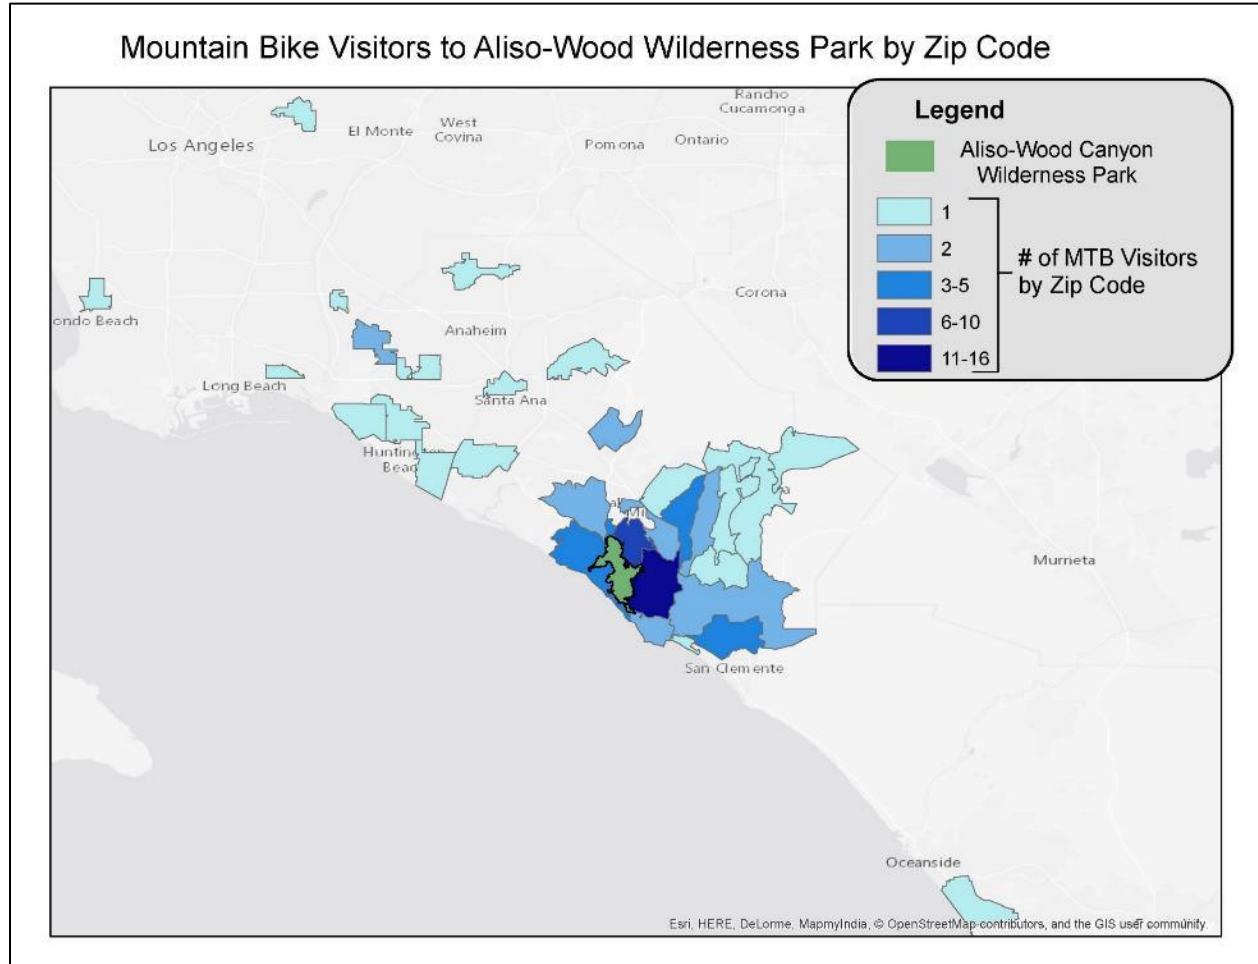 Mountain Bike Visitors to Aliso-Wood Wilderness Park by Zip Code
Legend
Aliso-Wood Canyon
Wilderness Park
1
2
3-5
6-10
11-16
# of MTB Visitors
by Zip Code
Rancho
Cucamonga
El Monte
West
Covina
Los Angeles
Pomona
Ontario
Corona
ondo Beach
Anaheim
Long Beach
Santa Ana
Huntington
Beac
Murrieta
San Clemente
Oceanside
Esri, HERE, DeLorme, MapmyIndia, © OpenStreetMap contributors, and the GIS user community.